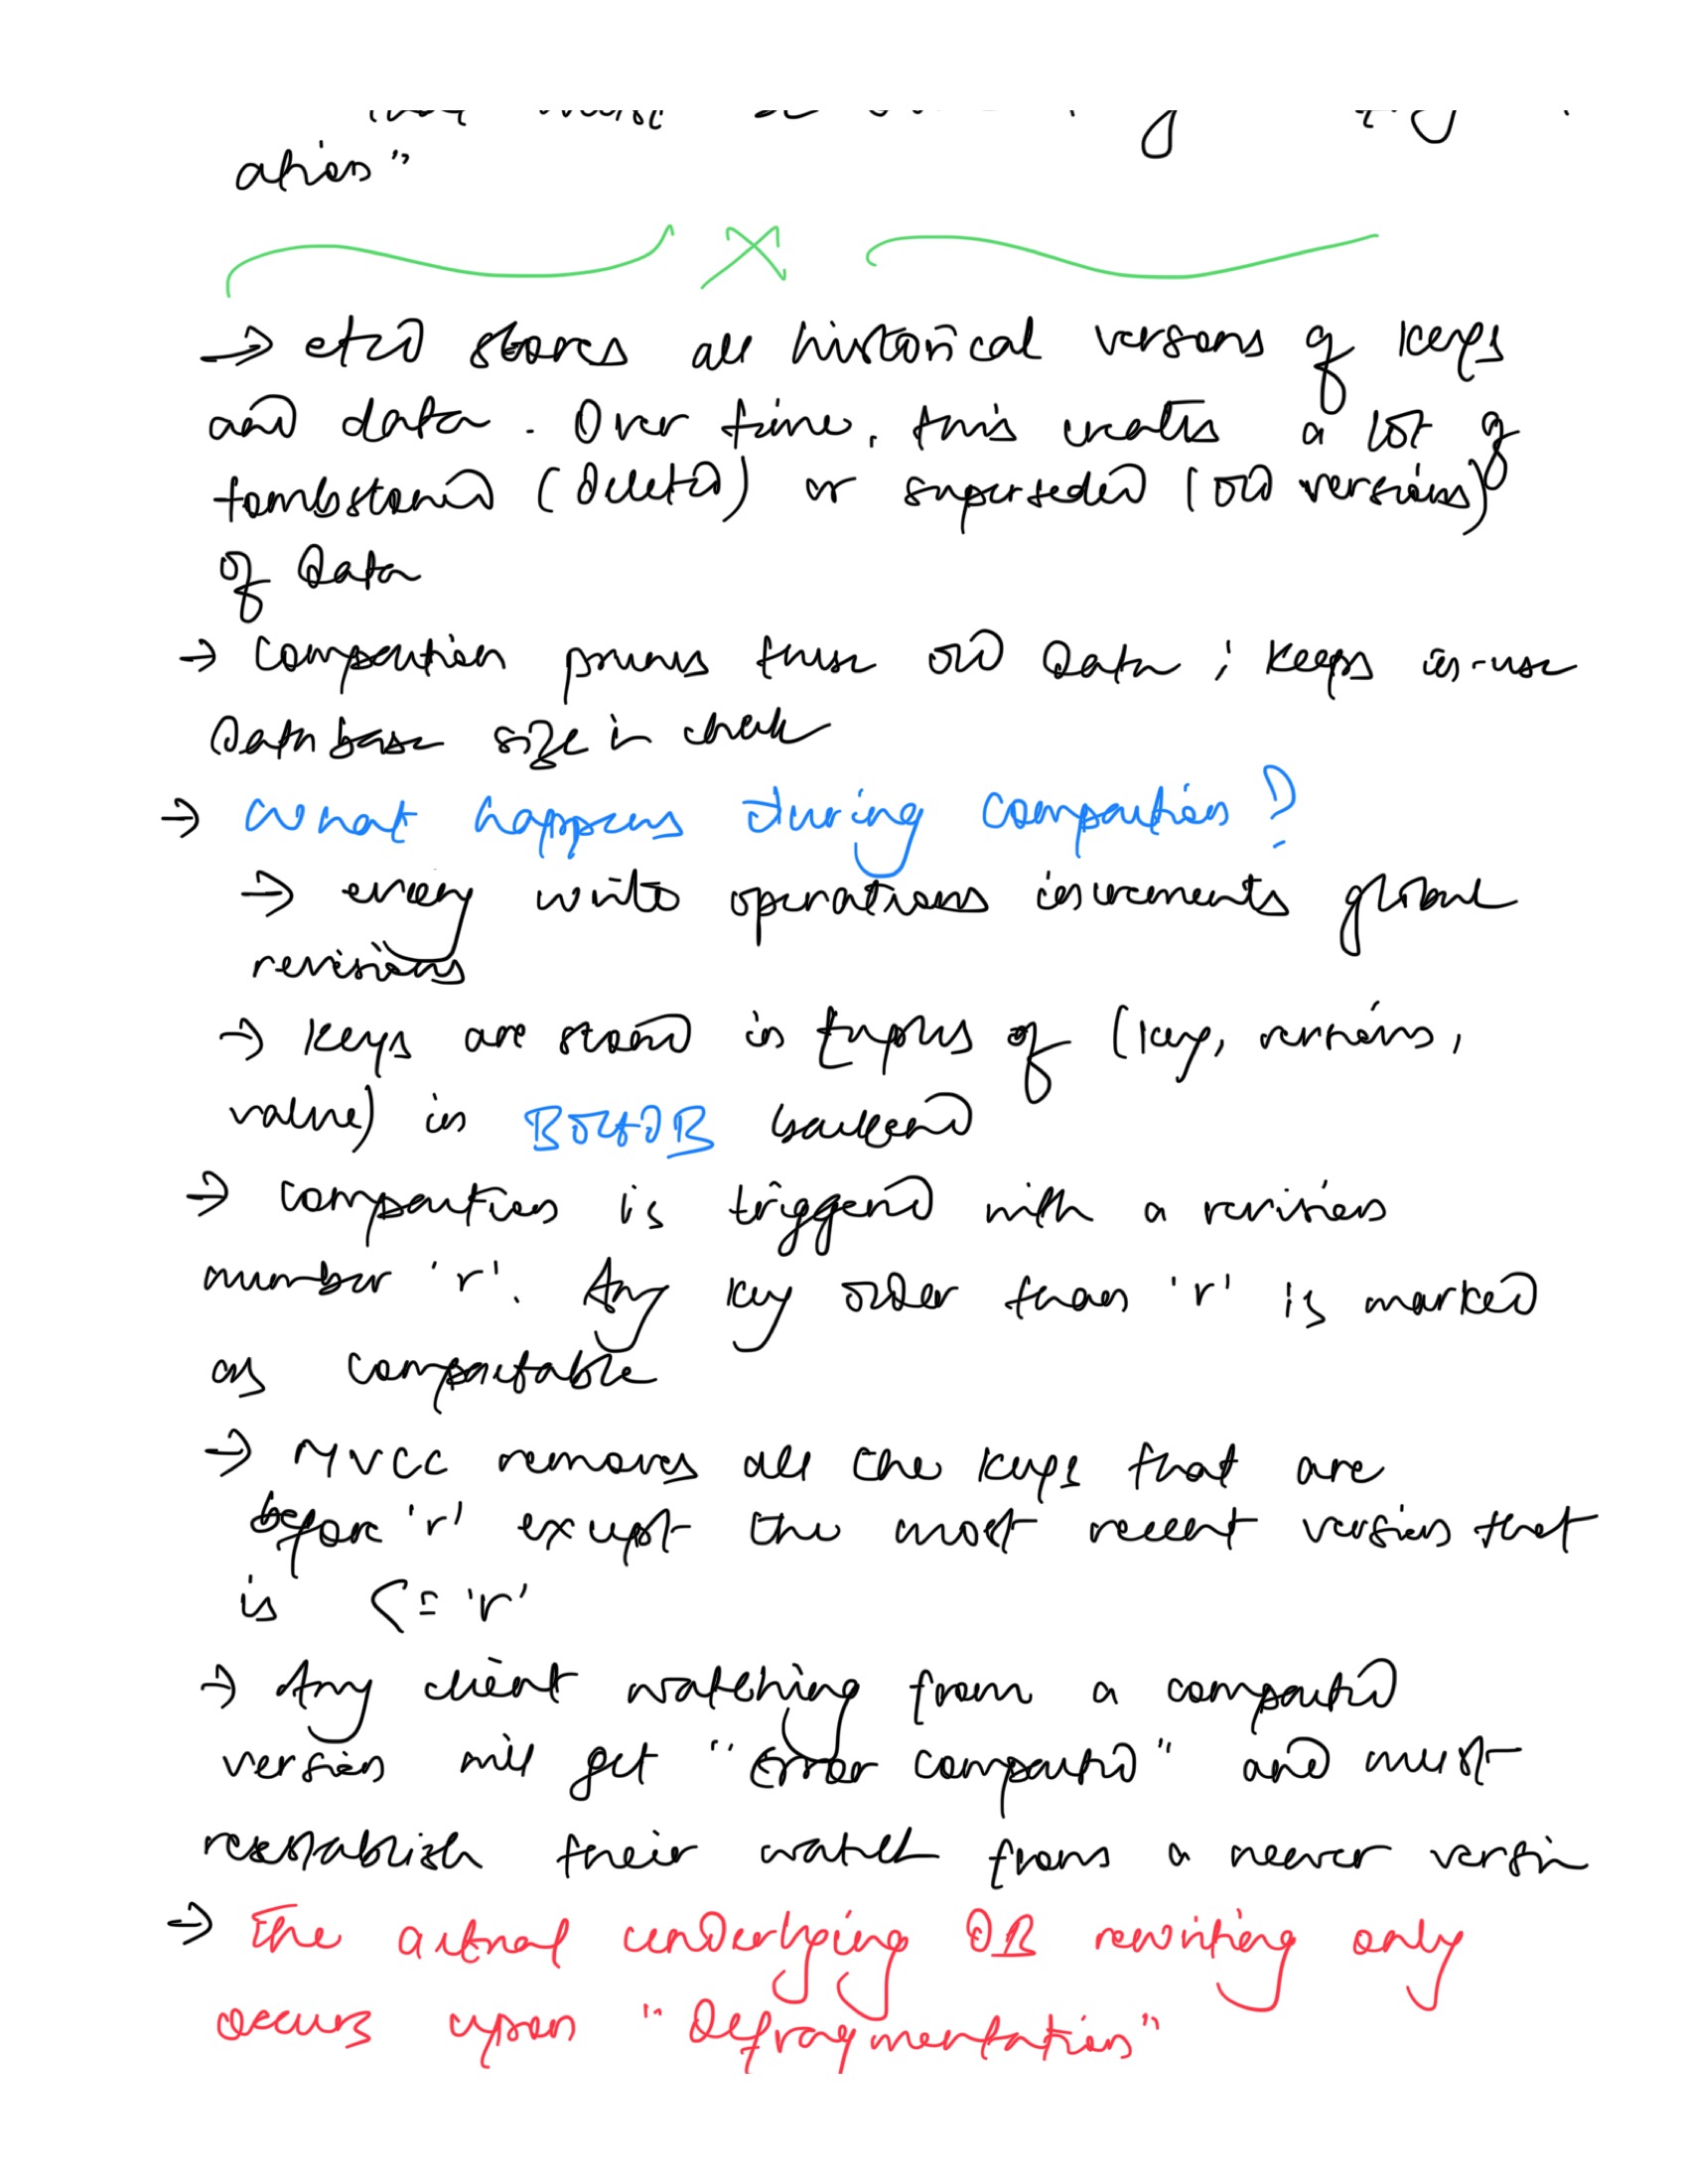 ation"
→ etcd stores all historical versions of keys
and data. Over time, this creates a lot of
tombstoned (deleted) or superseded (old versions)
of data
→ Compaction prunes these old data; keeps in-use
database size in check
→ What happens during compaction?
→ every write operations increments global
revisions
→ keys are stored in tuples of (key, revision,
value) in BoltDB backend
→ compaction is triggered with a revision
number 'r'. Any key older than 'r' is marked
as compactable
→ MVCC removes all the keys that are
before 'r' except the most recent version that
is <= 'r'
→ Any client watching from a compacted
version will get "Error compacted" and must
reestablish their watch from a newer version
→ The actual underlying DB rewriting only
occurs upon "Defragmentation"